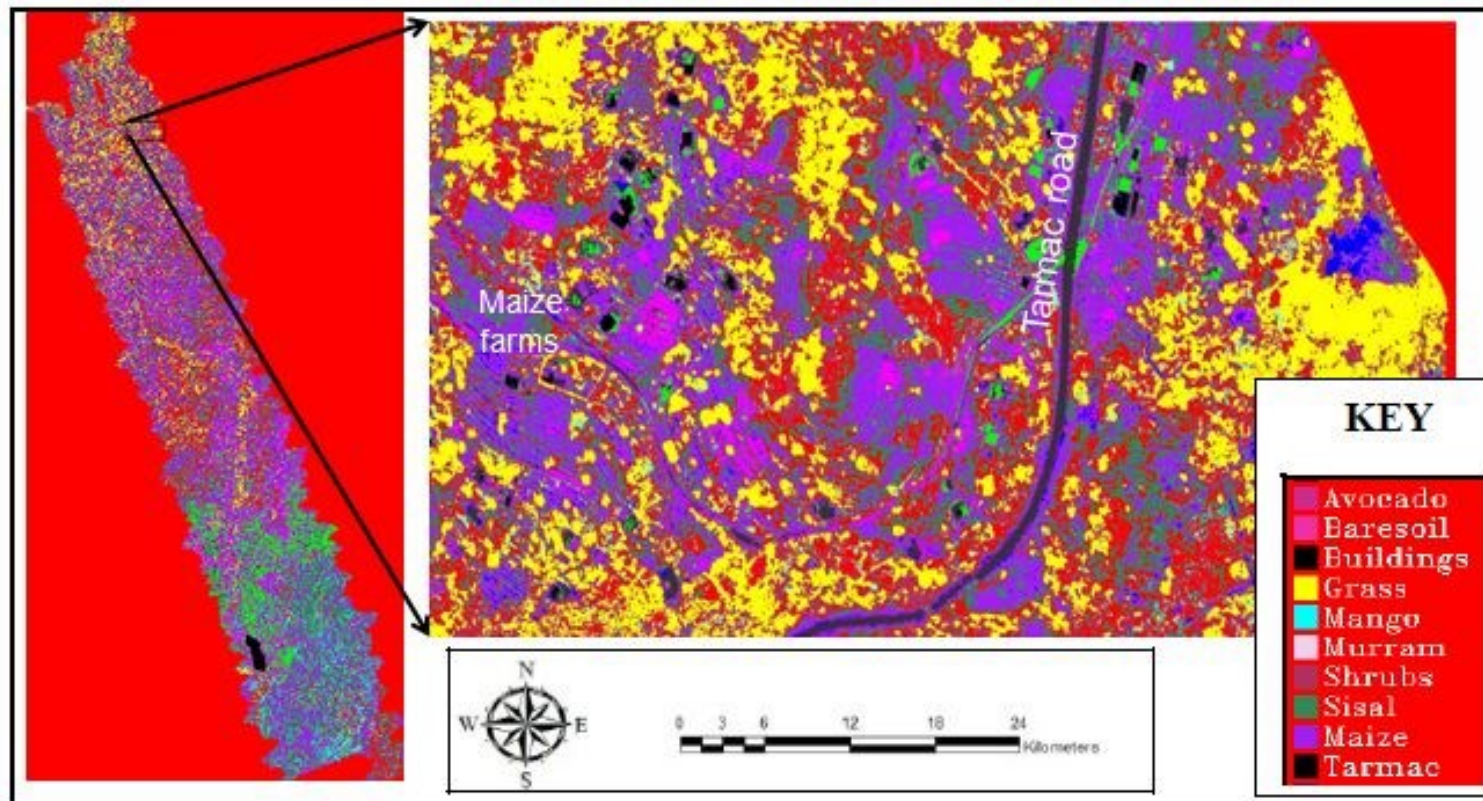 Maize
farms
Tarmac road
KEY
Avocado
Baresoil
Buildings
Grass
Mango
Murram
Shrubs
Sisal
Maize
Tarmac
N
W E
S
0 3 6 12 18 24
Kilometers